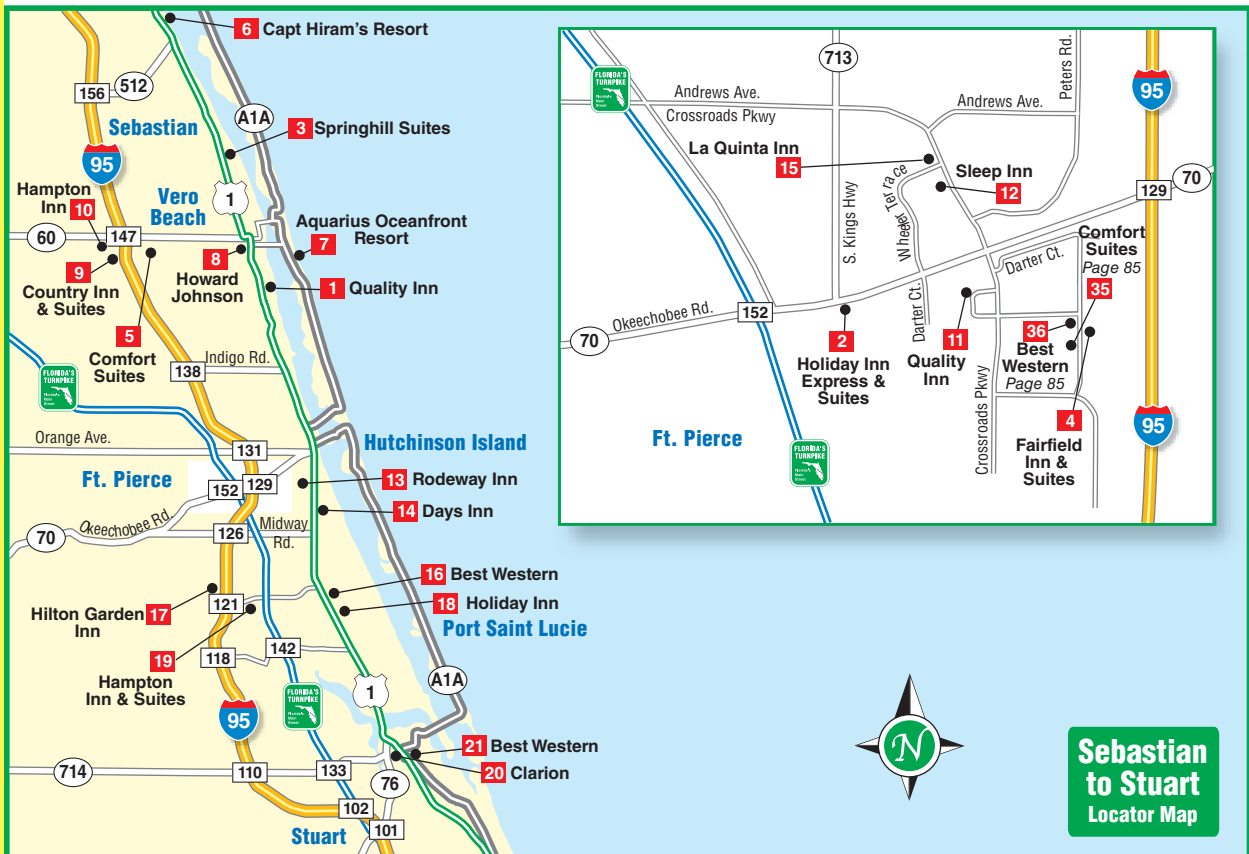 6 Capt Hiram's Resort
512
156
Sebastian
A1A
3 Springhill Suites
95
Hampton
Inn 10
Vero
Beach
1
Aquarius Oceanfront
Resort
7
60
147
9
Country Inn
& Suites
8
Howard
Johnson
1 Quality Inn
5
Comfort
Suites
Indigo Rd.
138
FLORIDA'S
TURNPIKE
Orange Ave.
131
Hutchinson Island
Ft. Pierce
152
129
13 Rodeway Inn
14 Days Inn
Okeechobee Rd.
70
126
Midway
Rd.
16 Best Western
18 Holiday Inn
Port Saint Lucie
Hilton Garden 17
Inn
121
19
Hampton
Inn & Suites
118
142
FLORIDA'S
TURNPIKE
A1A
1
95
21 Best Western
20 Clarion
714
110
133
76
102
101
Stuart
FLORIDA'S
TURNPIKE
713
Peters Rd.
95
Andrews Ave.
Crossroads Pkwy
Andrews Ave.
La Quinta Inn
15
Sleep Inn
12
Wheeler Terrace
S. Kings Hwy
129
70
Comfort
Suites
Page 85
35
Darter Ct.
Okeechobee Rd.
70
152
2
Holiday Inn
Express &
Suites
Darter Ct.
11
Quality
Inn
36
Best
Western
Page 85
Crossroads Pkwy
4
Fairfield
Inn &
Suites
95
Ft. Pierce
FLORIDA'S
TURNPIKE
N
Sebastian
to Stuart
Locator Map